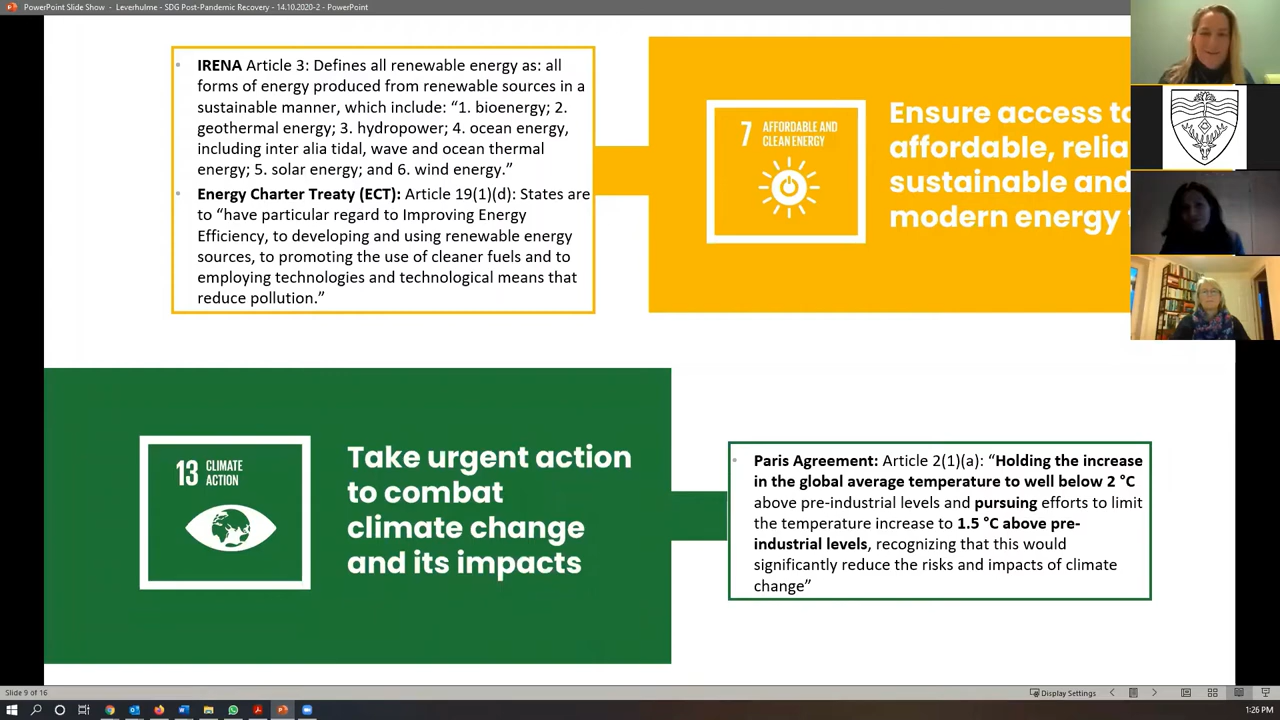 PowerPoint Slide Show - Leverhulme - SDG Post-Pandemic Recovery - 14.10.2020-2 - PowerPoint
IRENA Article 3: Defines all renewable energy as: all
forms of energy produced from renewable sources in a
sustainable manner, which include: “1. bioenergy; 2.
geothermal energy; 3. hydropower; 4. ocean energy,
including inter alia tidal, wave and ocean thermal
energy; 5. solar energy; and 6. wind energy.”
Energy Charter Treaty (ECT): Article 19(1)(d): States are
to “have particular regard to Improving Energy
Efficiency, to developing and using renewable energy
sources, to promoting the use of cleaner fuels and to
employing technologies and technological means that
reduce pollution.”
7 AFFORDABLE AND
CLEAN ENERGY
Ensure access to
affordable, relia
sustainable and
modern energy
13 CLIMATE
ACTION
Take urgent action
to combat
climate change
and its impacts
Paris Agreement: Article 2(1)(a): “Holding the increase
in the global average temperature to well below 2 °C
above pre-industrial levels and pursuing efforts to limit
the temperature increase to 1.5 °C above pre-
industrial levels, recognizing that this would
significantly reduce the risks and impacts of climate
change”
Slide 9 of 16
Display Settings
1:26 PM